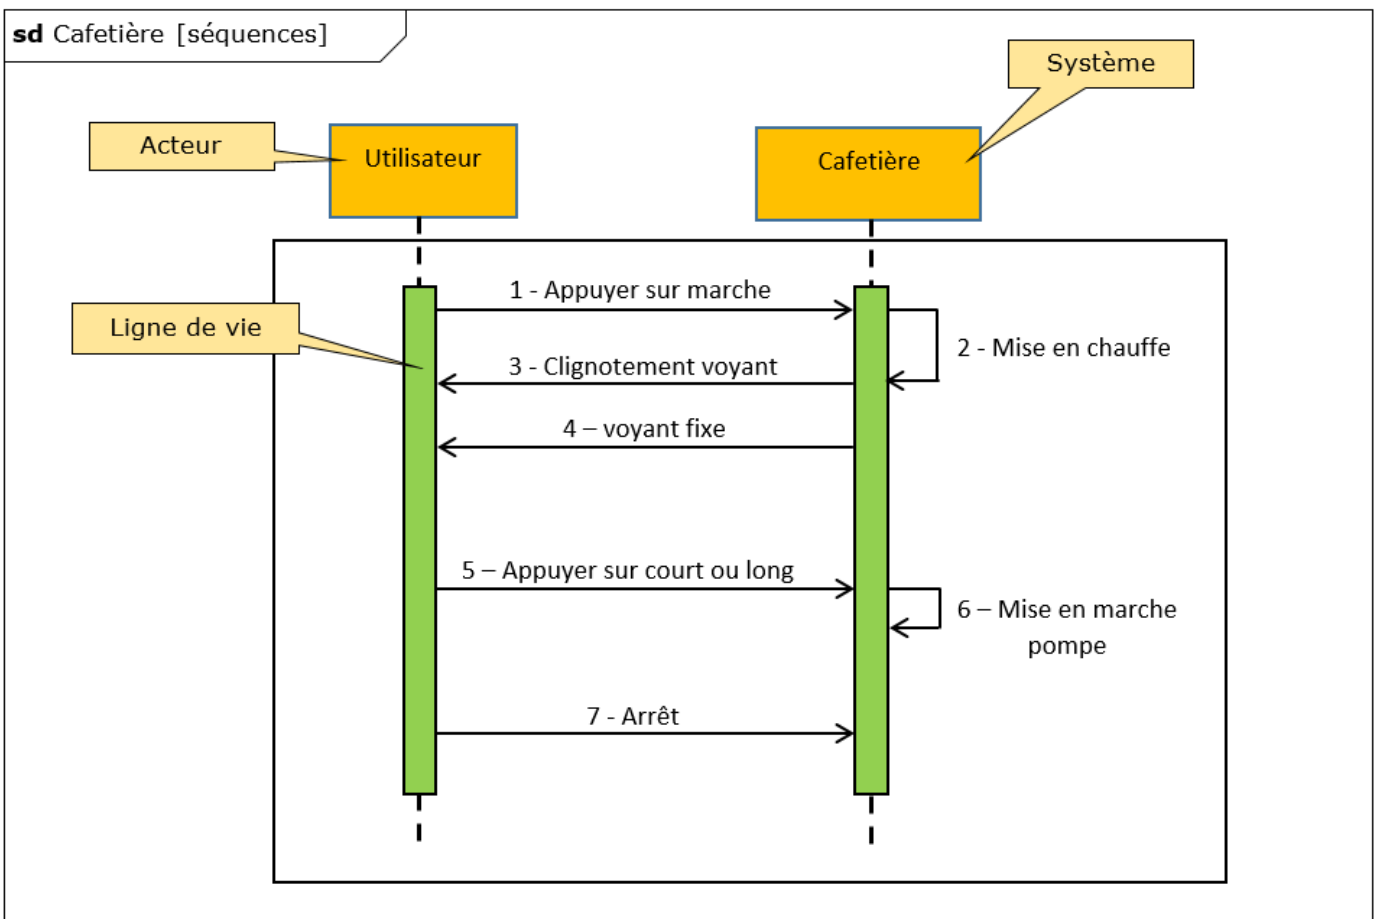 sd Cafetière [séquences]
Système
Acteur
Utilisateur
Cafetière
1 - Appuyer sur marche
Ligne de vie
2 - Mise en chauffe
3 - Clignotement voyant
4 – voyant fixe
5 – Appuyer sur court ou long
6 – Mise en marche
pompe
7 - Arrêt